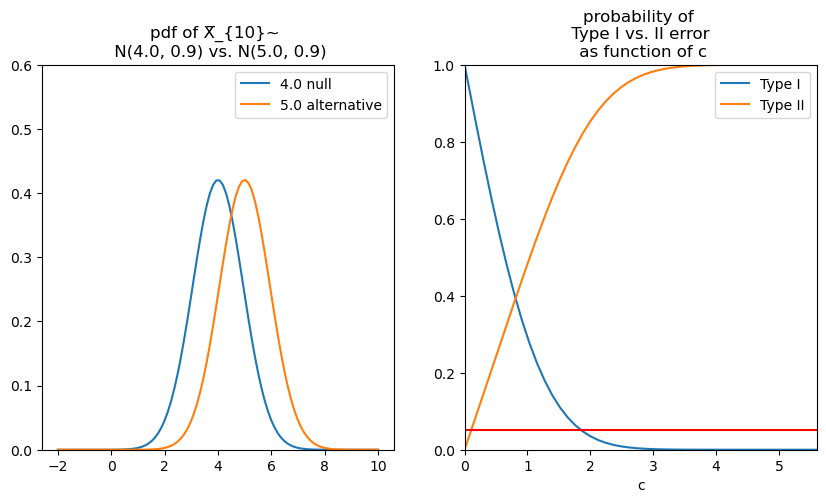 pdf of X̅_{10}~
N(4.0, 0.9) vs. N(5.0, 0.9)
0.6
0.5
0.4
0.3
0.2
0.1
0.0
−2
0
2
4
6
8
10
4.0 null
5.0 alternative
probability of
Type I vs. II error
as function of c
1.0
0.8
0.6
0.4
0.2
0.0
0
1
2
3
4
5
c
Type I
Type II